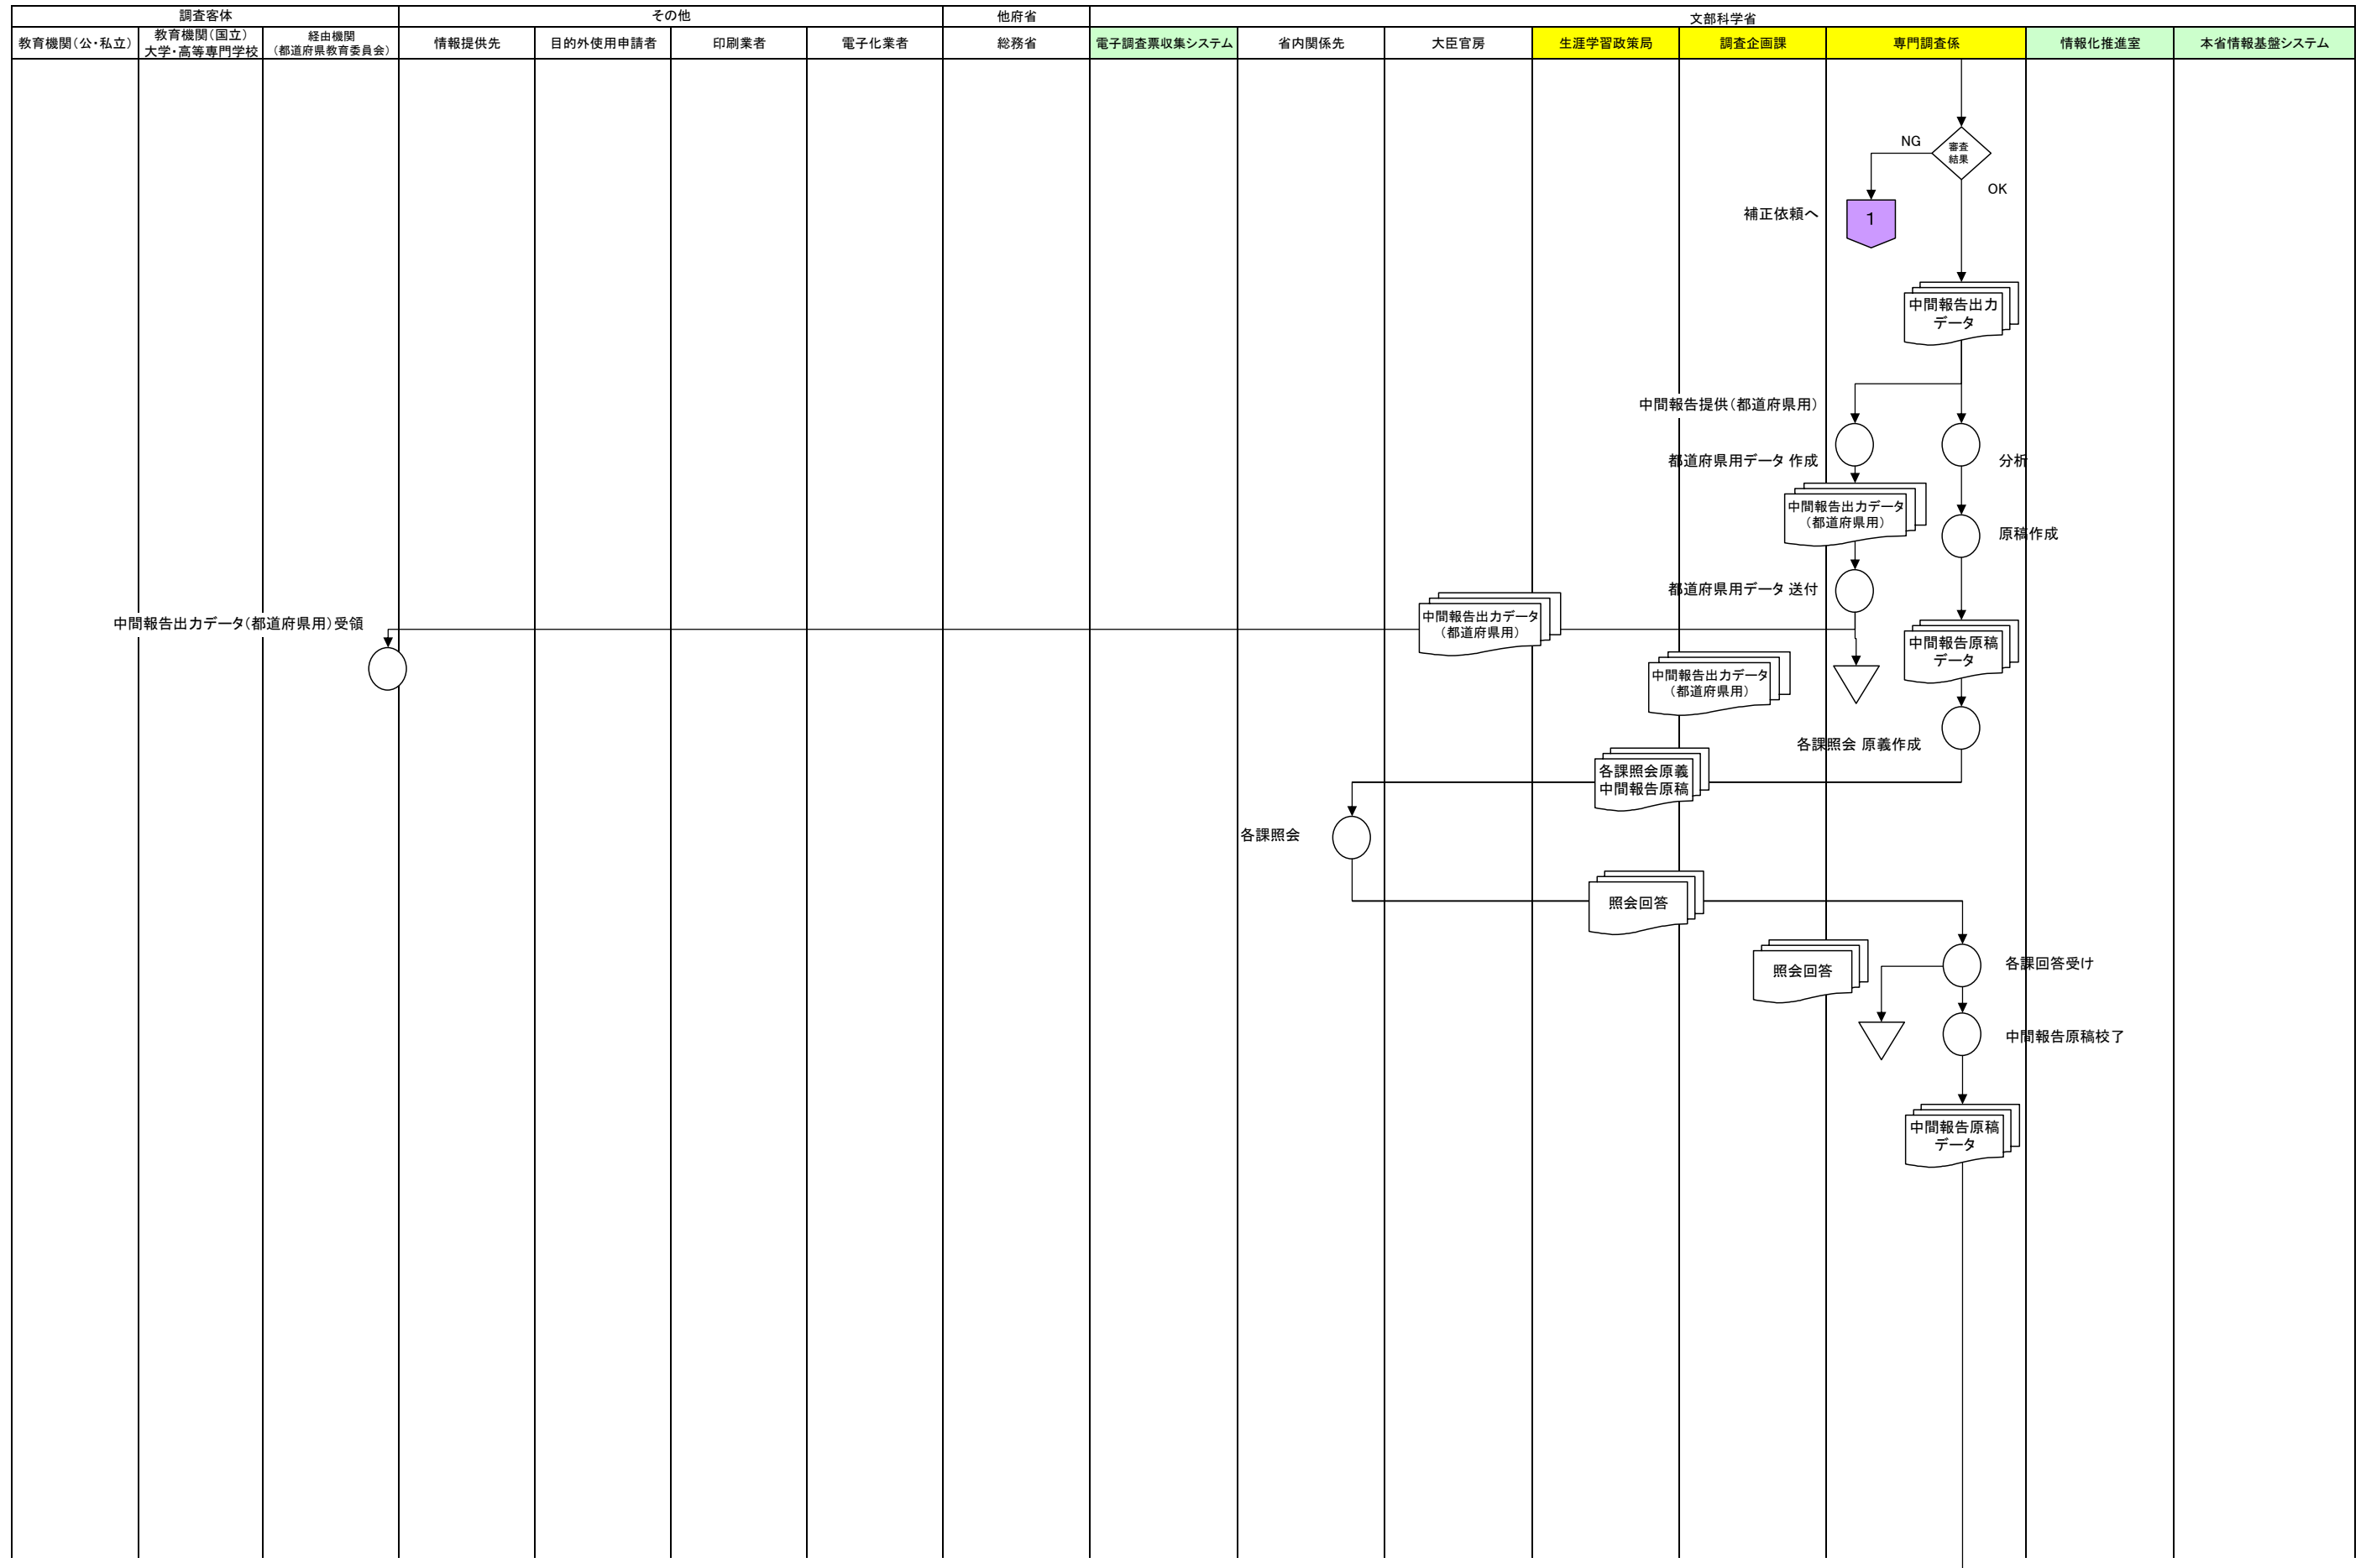 調査客体
その他
他府省
文部科学省
教育機関（公・私立）
教育機関（国立）
大学・高等専門学校
経由機関
（都道府県教育委員会）
情報提供先
目的外使用申請者
印刷業者
電子化業者
総務省
電子調査票収集システム
省内関係先
大臣官房
生涯学習政策局
調査企画課
専門調査係
情報化推進室
本省情報基盤システム
NG
審査
結果
OK
補正依頼へ
1
中間報告出力
データ
中間報告提供（都道府県用）
都道府県用データ 作成
分析
中間報告出力データ
（都道府県用）
原稿作成
都道府県用データ 送付
中間報告出力データ（都道府県用）受領
中間報告出力データ
（都道府県用）
中間報告原稿
データ
中間報告出力データ
（都道府県用）
各課照会 原義作成
各課照会原義
中間報告原稿
各課照会
照会回答
照会回答
各課回答受け
中間報告原稿校了
中間報告原稿
データ